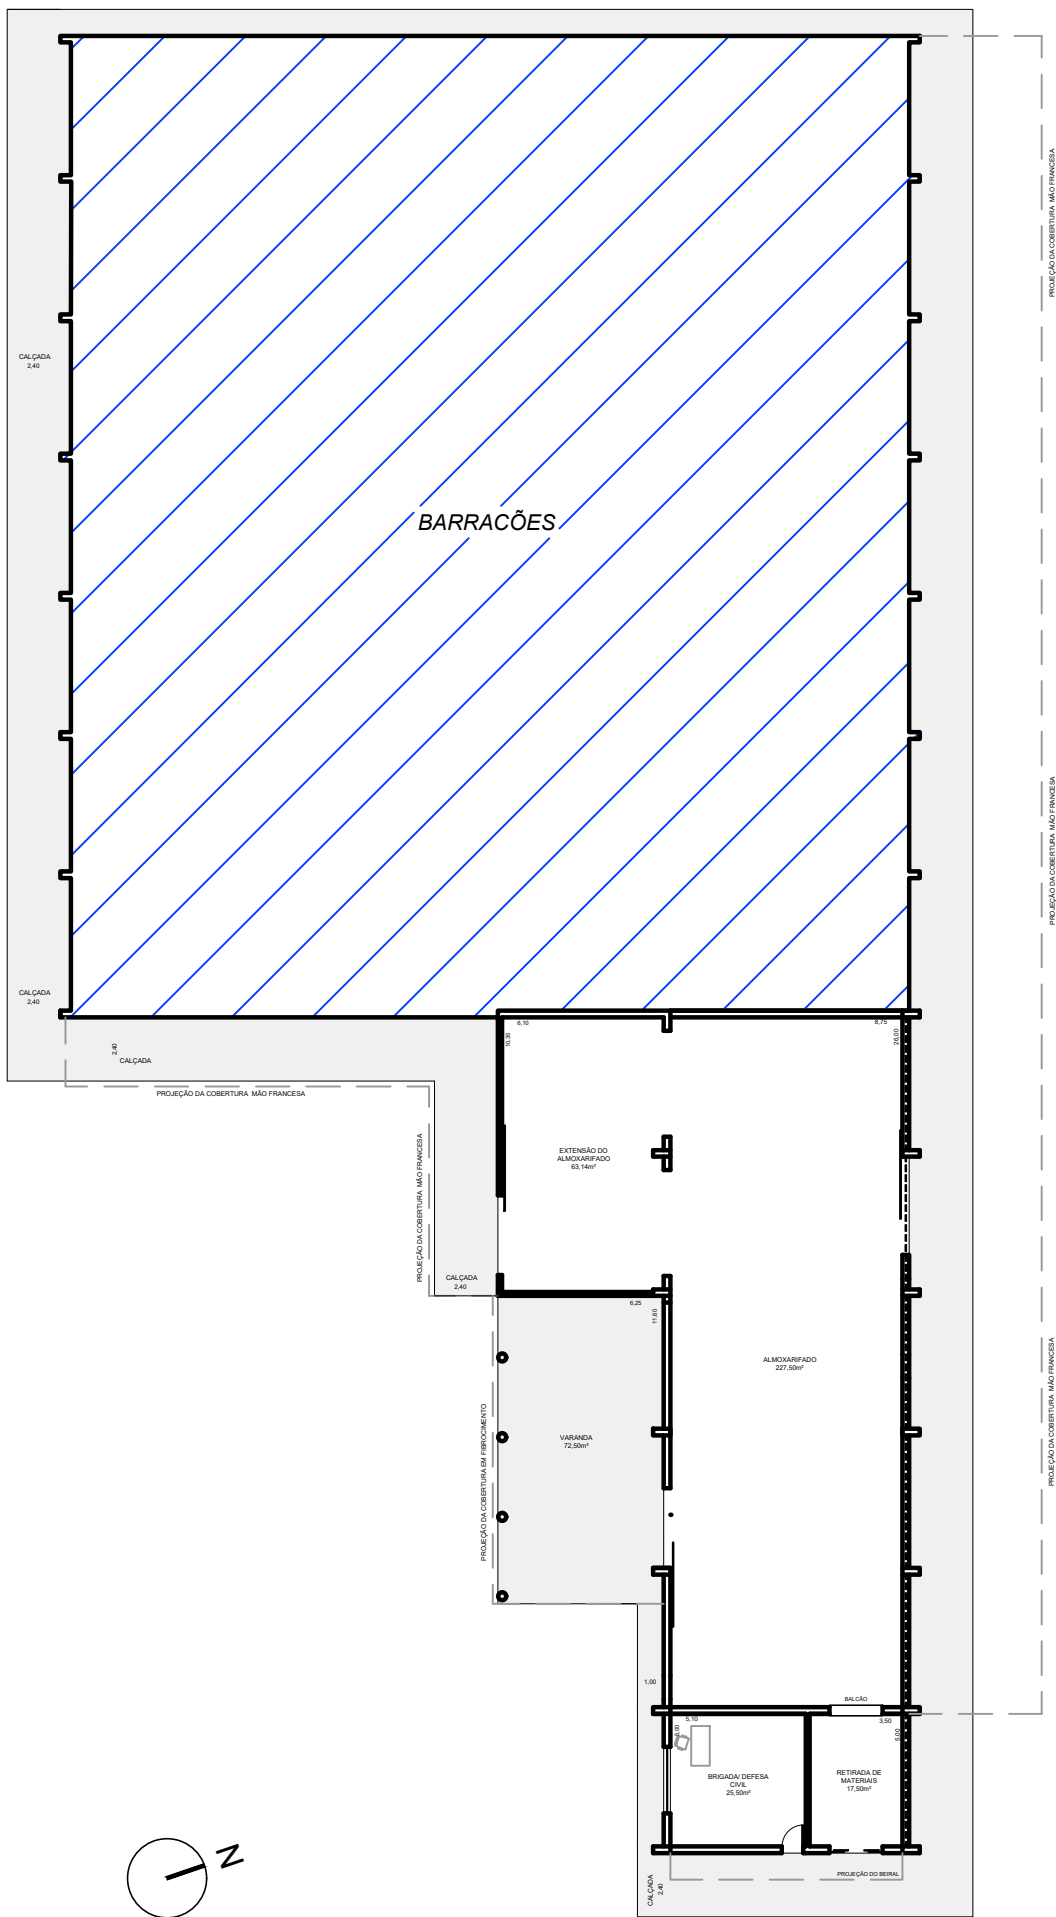 PROJEÇÃO DA COBERTURA MÃO FRANCESA
CALÇADA
2,40
BARRACÕES
PROJEÇÃO DA COBERTURA MÃO FRANCESA
CALÇADA
2,40
6,10
8,75
10,35
26,00
2,40
CALÇADA
PROJEÇÃO DA COBERTURA MÃO FRANCESA
PROJEÇÃO DA COBERTURA MÃO FRANCESA
EXTENSÃO DO
ALMOXARIFADO
63,14m²
CALÇADA
2,40
6,25
11,60
ALMOXARIFADO
227,50m²
PROJEÇÃO DA COBERTURA MÃO FRANCESA
VARANDA
72,50m²
PROJEÇÃO DA COBERTURA EM FIBROCIMENTO
1,00
BALCÃO
5,10
3,50
5,00
5,00
BRIGADA/ DEFESA
CIVIL
25,50m²
RETIRADA DE
MATERIAIS
17,50m²
PROJEÇÃO DO BEIRAL
CALÇADA
2,40
N